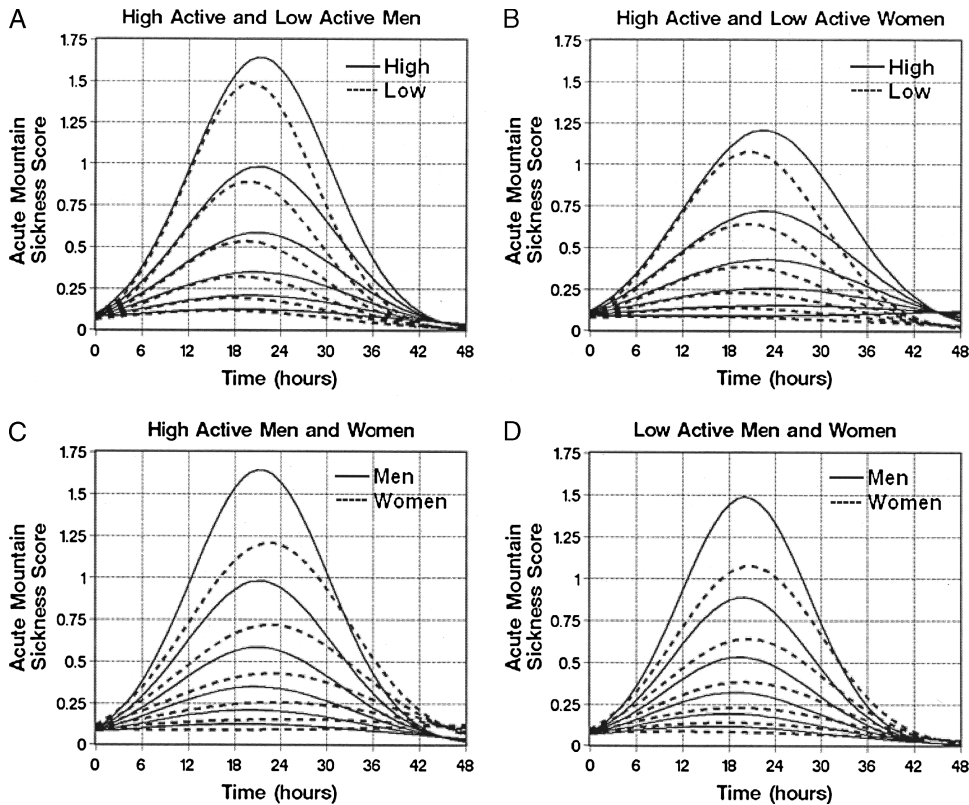 A
High Active and Low Active Men
1.75
1.5
1.25
1
0.75
0.5
0.25
0
Acute Mountain
Sickness Score
High
Low
0 6 12 18 24 30 36 42 48
Time (hours)
B
High Active and Low Active Women
1.75
1.5
1.25
1
0.75
0.5
0.25
0
Acute Mountain
Sickness Score
High
Low
0 6 12 18 24 30 36 42 48
Time (hours)
C
High Active Men and Women
1.75
1.5
1.25
1
0.75
0.5
0.25
0
Acute Mountain
Sickness Score
Men
Women
0 6 12 18 24 30 36 42 48
Time (hours)
D
Low Active Men and Women
1.75
1.5
1.25
1
0.75
0.5
0.25
0
Acute Mountain
Sickness Score
Men
Women
0 6 12 18 24 30 36 42 48
Time (hours)